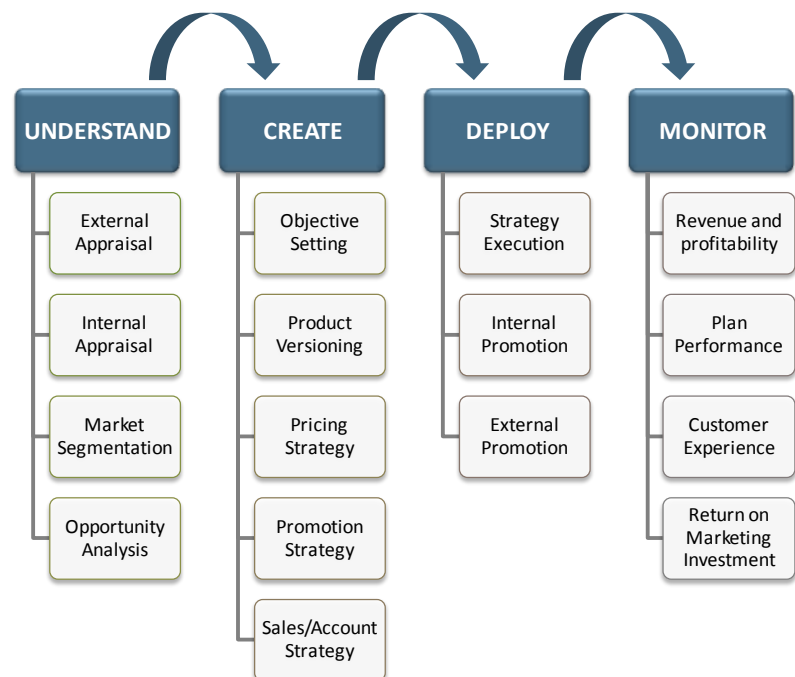 UNDERSTAND
External
Appraisal
Internal
Appraisal
Market
Segmentation
Opportunity
Analysis
CREATE
Objective
Setting
Product
Versioning
Pricing
Strategy
Promotion
Strategy
Sales/Account
Strategy
DEPLOY
Strategy
Execution
Internal
Promotion
External
Promotion
MONITOR
Revenue and
profitability
Plan
Performance
Customer
Experience
Return on
Marketing
Investment